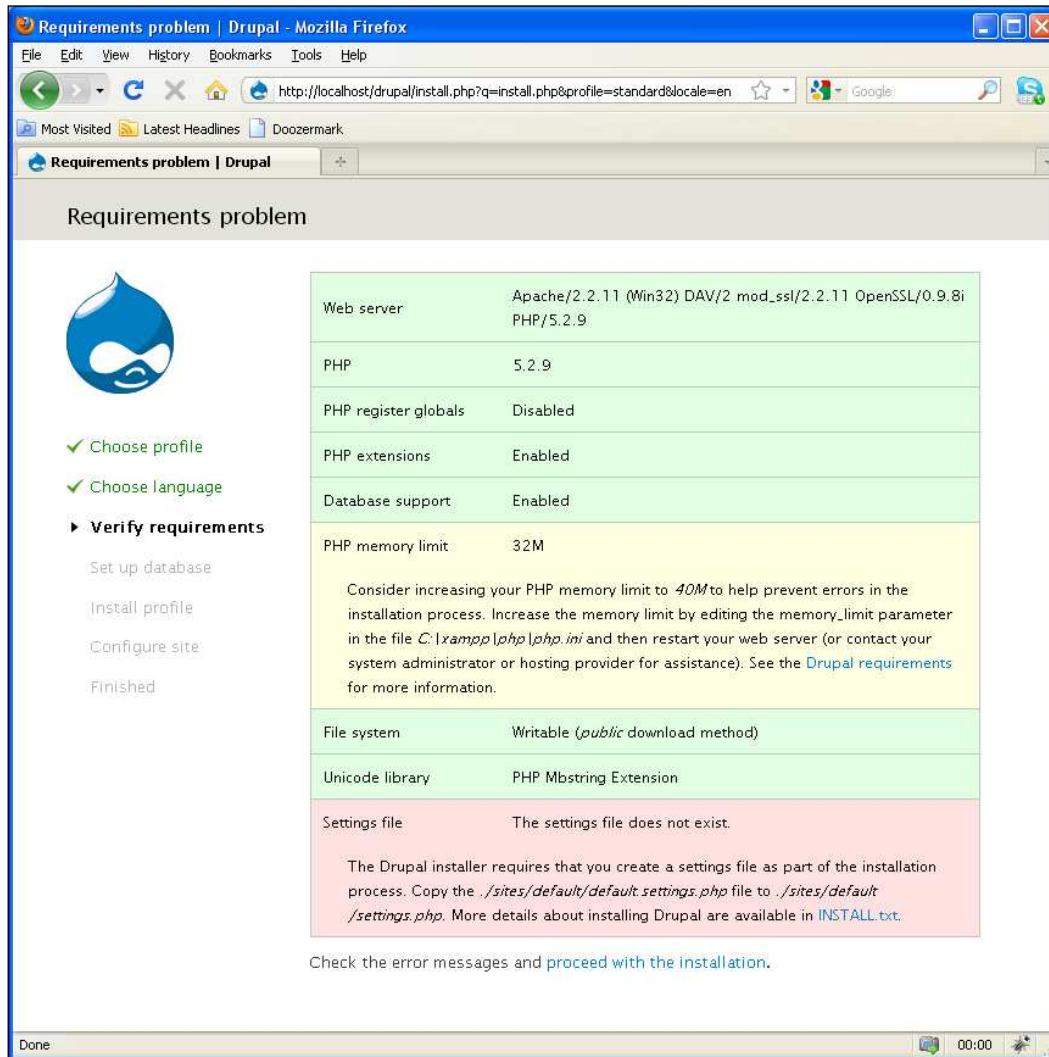 Requirements problem | Drupal - Mozilla Firefox
File Edit View History Bookmarks Tools Help
http://localhost/drupal/install.php?q=install.php&profile=standard&locale=en
Google
Most Visited Latest Headlines Doozermark
Requirements problem | Drupal
Requirements problem
Choose profile
Choose language
Verify requirements
Set up database
Install profile
Configure site
Finished
Web server Apache/2.2.11 (Win32) DAV/2 mod_ssl/2.2.11 OpenSSL/0.9.8i
PHP/5.2.9
PHP 5.2.9
PHP register globals Disabled
PHP extensions Enabled
Database support Enabled
PHP memory limit 32M
Consider increasing your PHP memory limit to 40M to help prevent errors in the
installation process. Increase the memory limit by editing the memory_limit parameter
in the file C:\xampp\php\php.ini and then restart your web server (or contact your
system administrator or hosting provider for assistance). See the Drupal requirements
for more information.
File system Writable (public download method)
Unicode library PHP Mbstring Extension
Settings file The settings file does not exist.
The Drupal installer requires that you create a settings file as part of the installation
process. Copy the ./sites/default/default.settings.php file to ./sites/default
/settings.php. More details about installing Drupal are available in INSTALL.txt.
Check the error messages and proceed with the installation.
Done 00:00